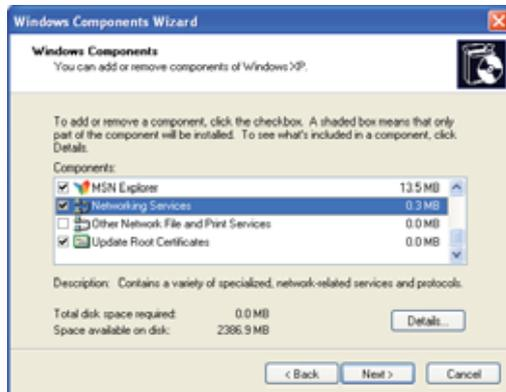 Windows Components Wizard
Windows Components
You can add or remove components of Windows XP.
To add or remove a component, click the checkbox. A shaded box means that only
part of the component will be installed. To see what's included in a component, click
Details.
Components:
MSN Explorer 13.5 MB
Networking Services 0.3 MB
Other Network File and Print Services 0.0 MB
Update Root Certificates 0.0 MB
Description: Contains a variety of specialized, network-related services and protocols.
Total disk space required: 0.0 MB
Space available on disk: 2386.9 MB
Details...
< Back Next > Cancel